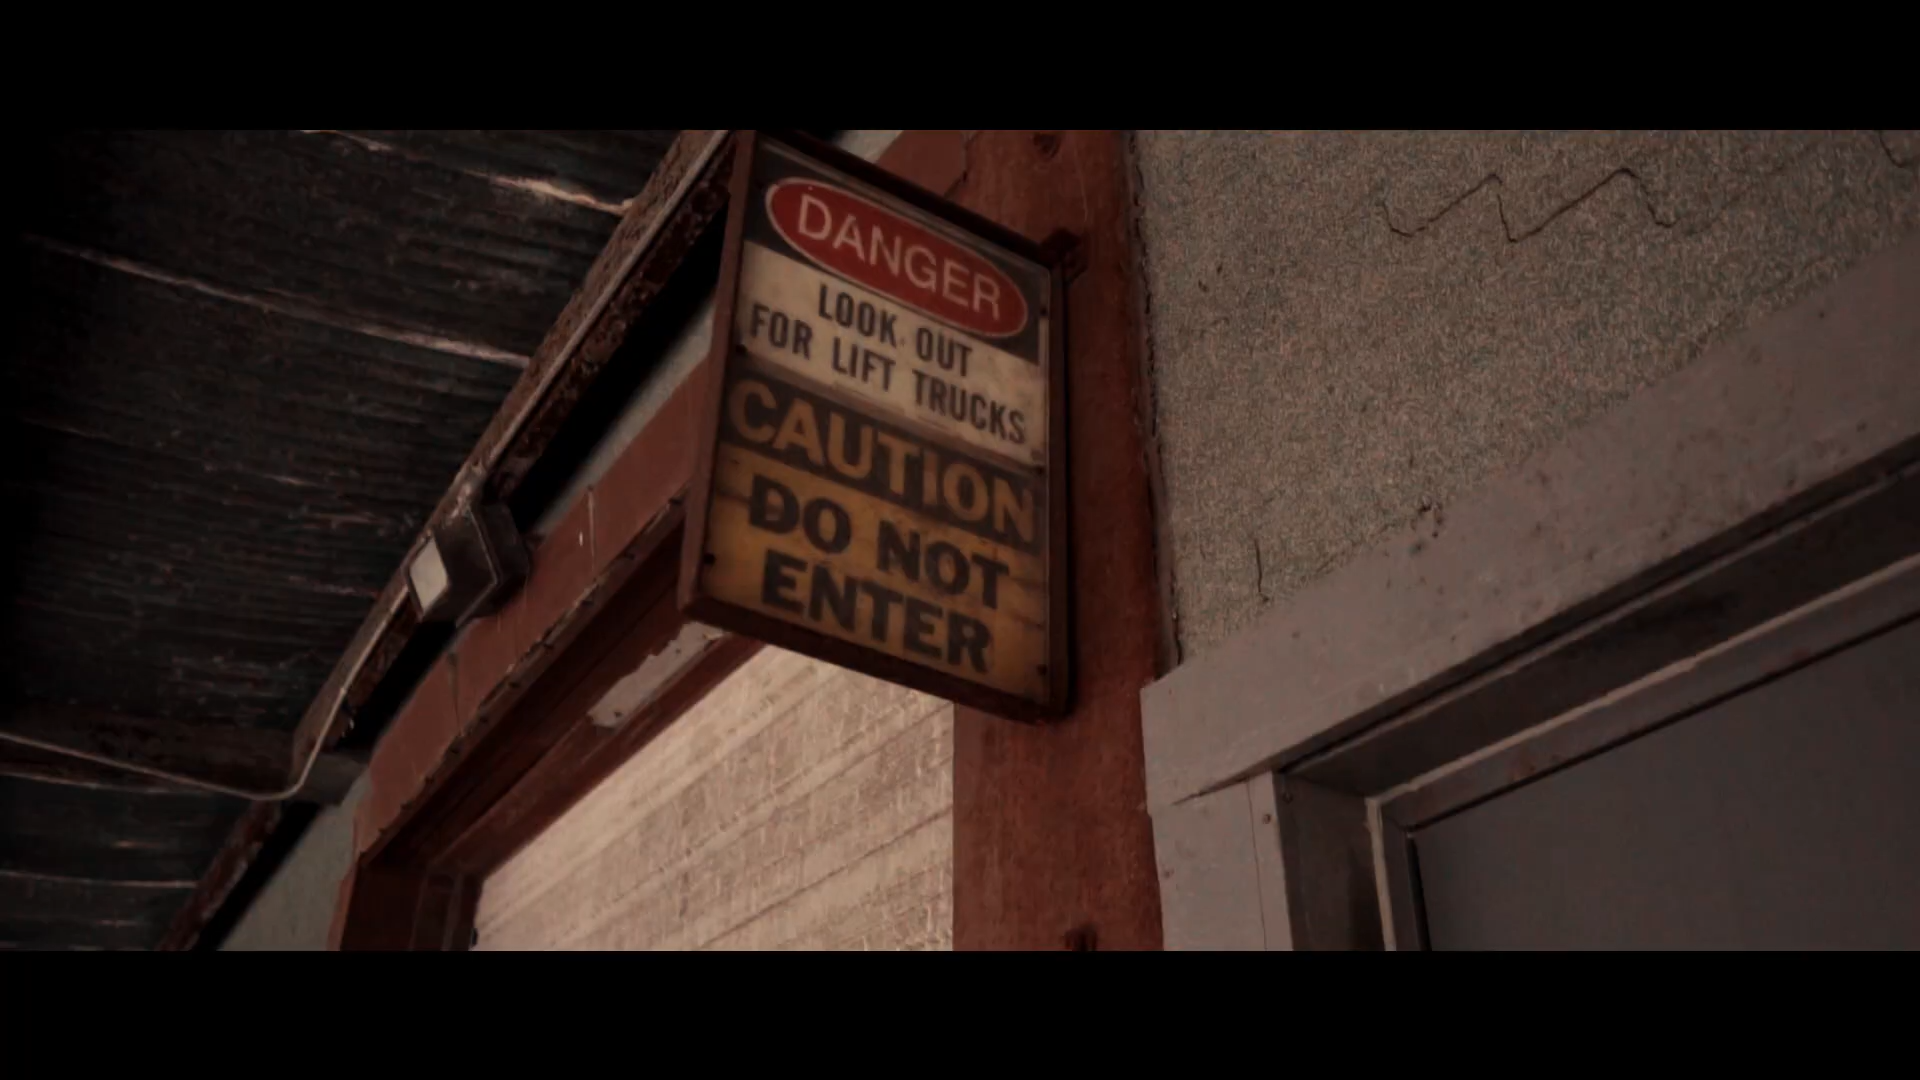 DANGER
LOOK OUT
FOR LIFT TRUCKS
CAUTION
DO NOT
ENTER